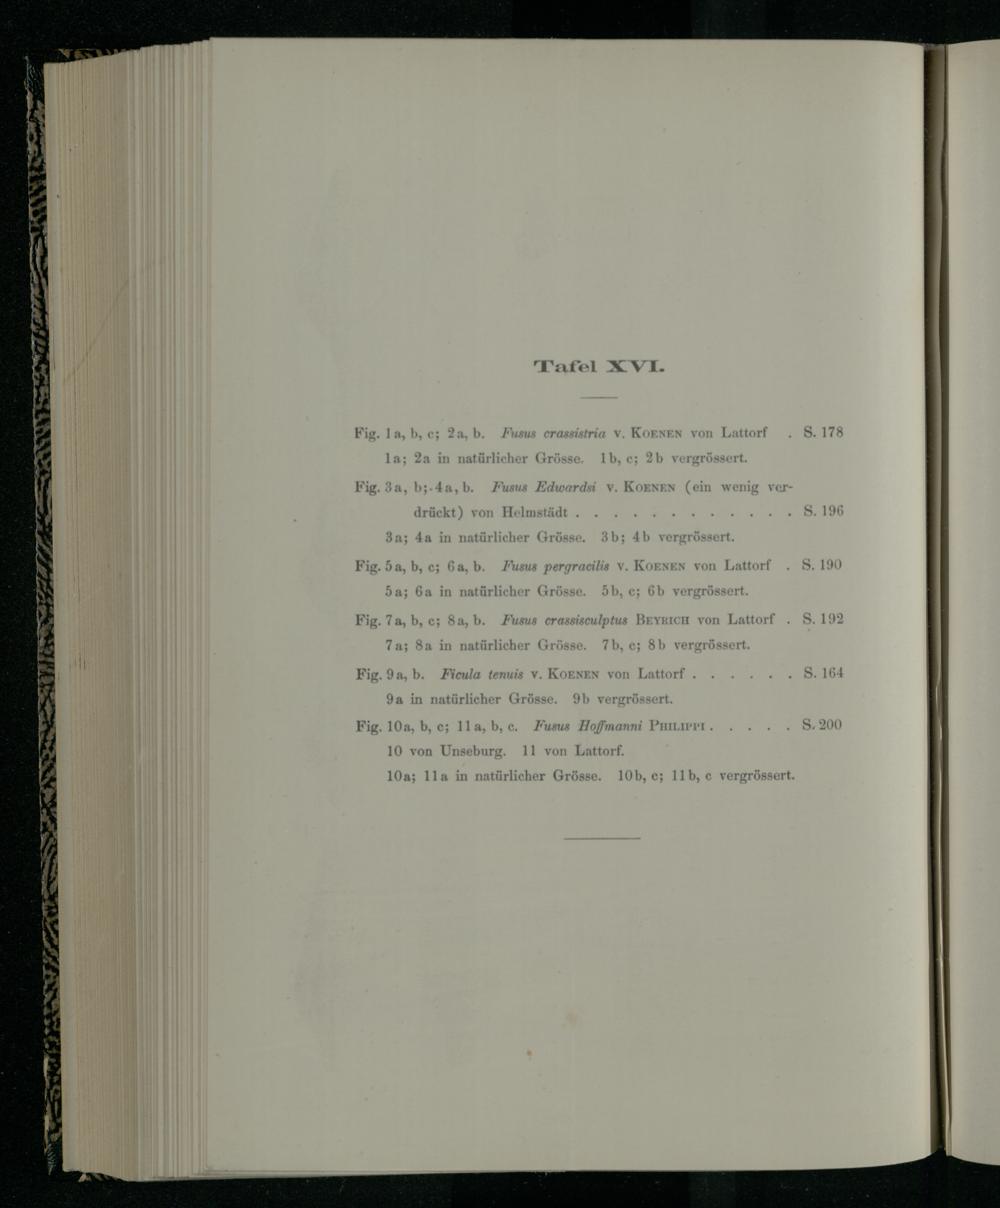 Tafel XVI.
Fig. 1a, b, c; 2a, b. Fusus crassistria v. Koenen von Lattorf . S. 178
1a; 2a in natürlicher Grösse. 1b, c; 2b vergrössert.
Fig. 3a, b; 4a, b. Fusus Edwardsi v. Koenen (ein wenig ver-
drückt) von Helmstädt . . . . . . . . . . . . S. 196
3a; 4a in natürlicher Grösse. 3b; 4b vergrössert.
Fig. 5a, b, c; 6a, b. Fusus pergracilis v. Koenen von Lattorf . S. 190
5a; 6a in natürlicher Grösse. 5b, c; 6b vergrössert.
Fig. 7a, b, c; 8a, b. Fusus crassisculptus Beyrich von Lattorf . S. 192
7a; 8a in natürlicher Grösse. 7b, c; 8b vergrössert.
Fig. 9a, b. Ficula tenuis v. Koenen von Lattorf . . . . . . S. 164
9a in natürlicher Grösse. 9b vergrössert.
Fig. 10a, b, c; 11a, b, c. Fusus Hoffmanni Philippi . . . . . S. 200
10 von Unseburg. 11 von Lattorf.
10a; 11a in natürlicher Grösse. 10b, c; 11b, c vergrössert.